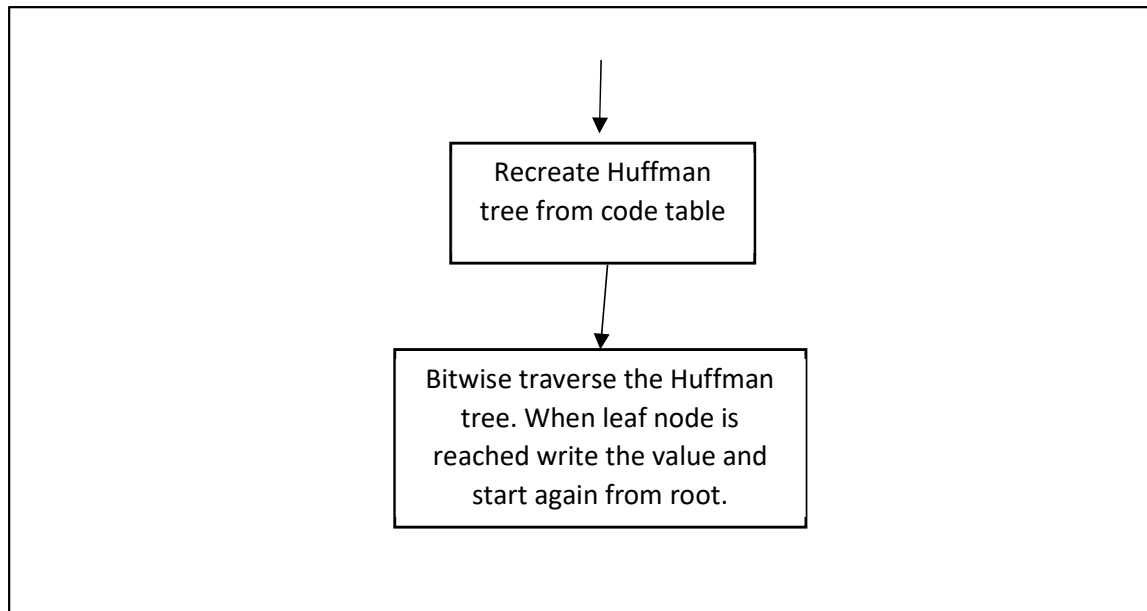 Recreate Huffman
tree from code table
Bitwise traverse the Huffman
tree. When leaf node is
reached write the value and
start again from root.